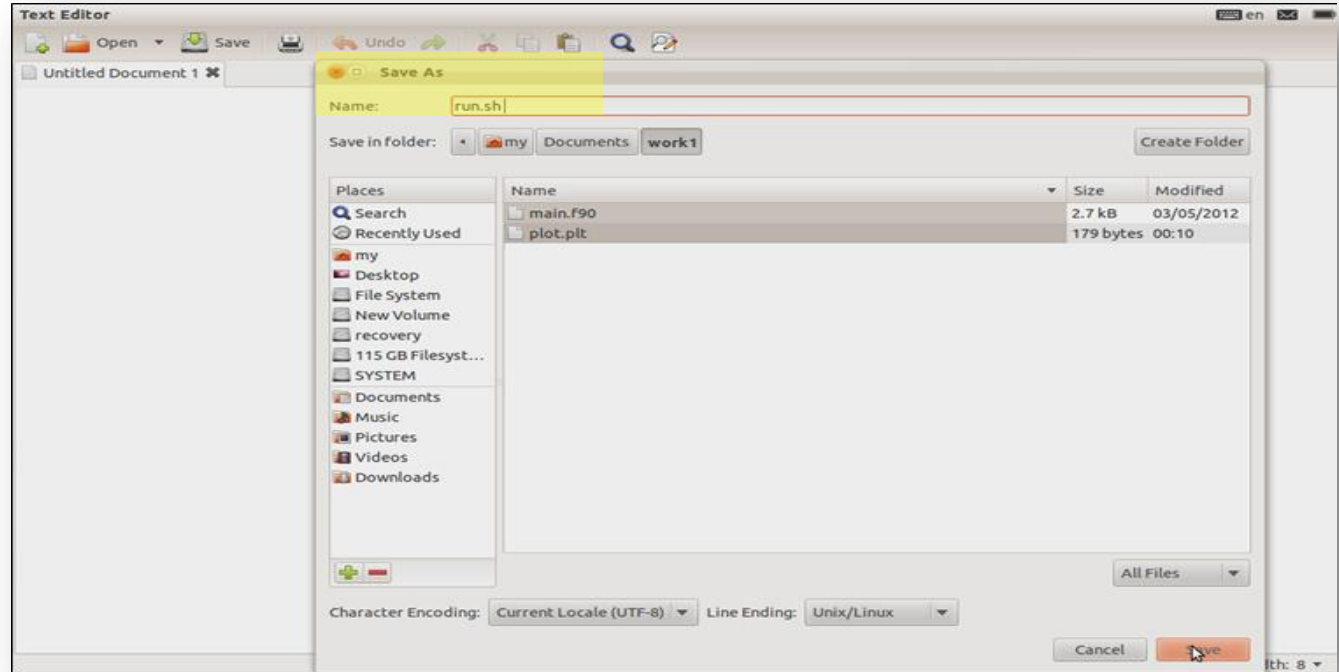 Text Editor en
Open Save Undo
Untitled Document 1
Save As
Name: run.sh
Save in folder: my Documents work1 Create Folder
Places Name Size Modified
Search main.f90 2.7 kB 03/05/2012
Recently Used plot.plt 179 bytes 00:10
my
Desktop
File System
New Volume
recovery
115 GB Filesyst...
SYSTEM
Documents
Music
Pictures
Videos
Downloads
All Files
Character Encoding: Current Locale (UTF-8) Line Ending: Unix/Linux
Cancel Save
lth: 8